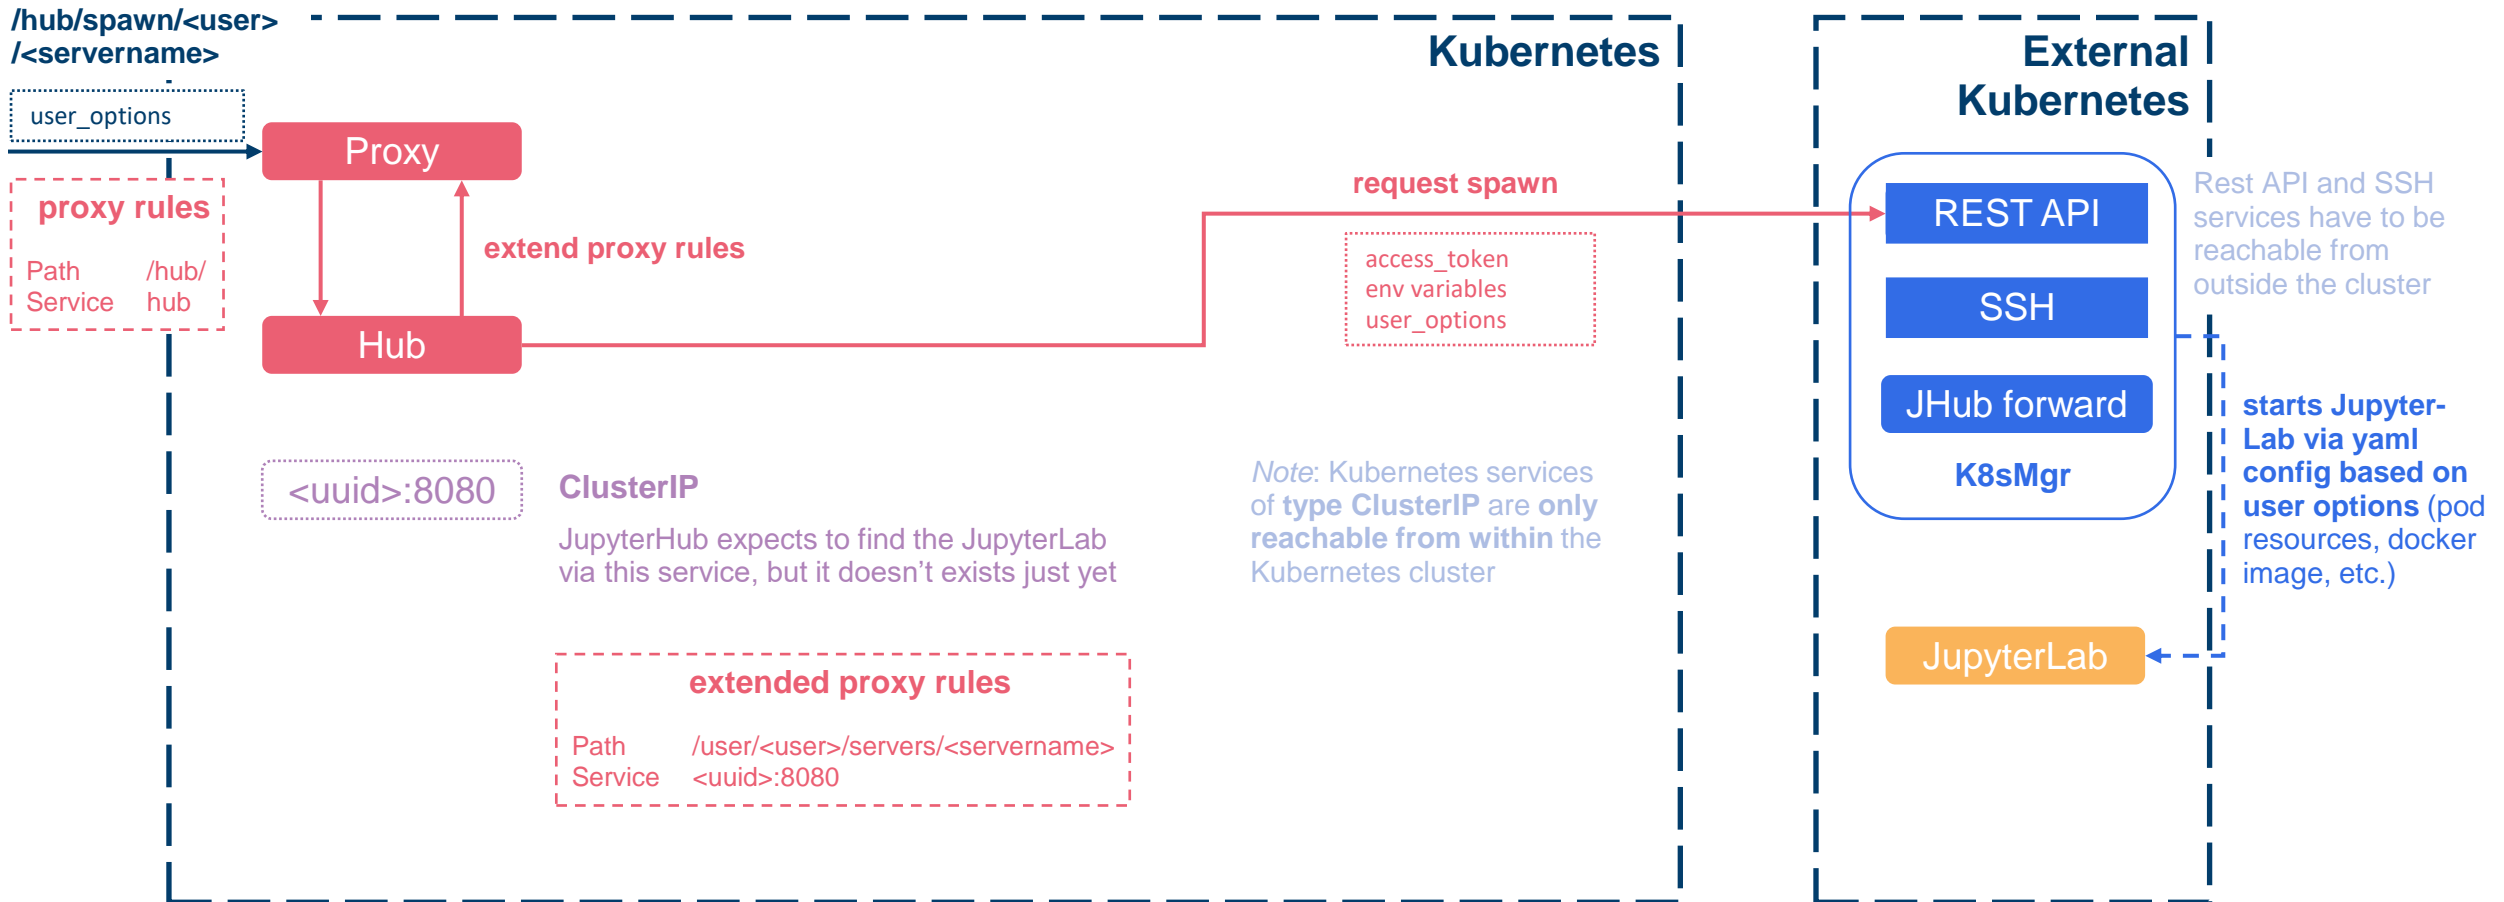 /hub/spawn/<user>
/<servername>
user_options
proxy rules
Path /hub/
Service hub
Kubernetes
Proxy
extend proxy rules
Hub
request spawn
access_token
env variables
user_options
<uuid>:8080
ClusterIP
JupyterHub expects to find the JupyterLab
via this service, but it doesn't exists just yet
Note: Kubernetes services
of type ClusterIP are only
reachable from within the
Kubernetes cluster
extended proxy rules
Path /user/<user>/servers/<servername>
Service <uuid>:8080
External
Kubernetes
REST API
SSH
JHub forward
K8sMgr
JupyterLab
Rest API and SSH
services have to be
reachable from
outside the cluster
starts Jupyter-
Lab via yaml
config based on
user options (pod
resources, docker
image, etc.)